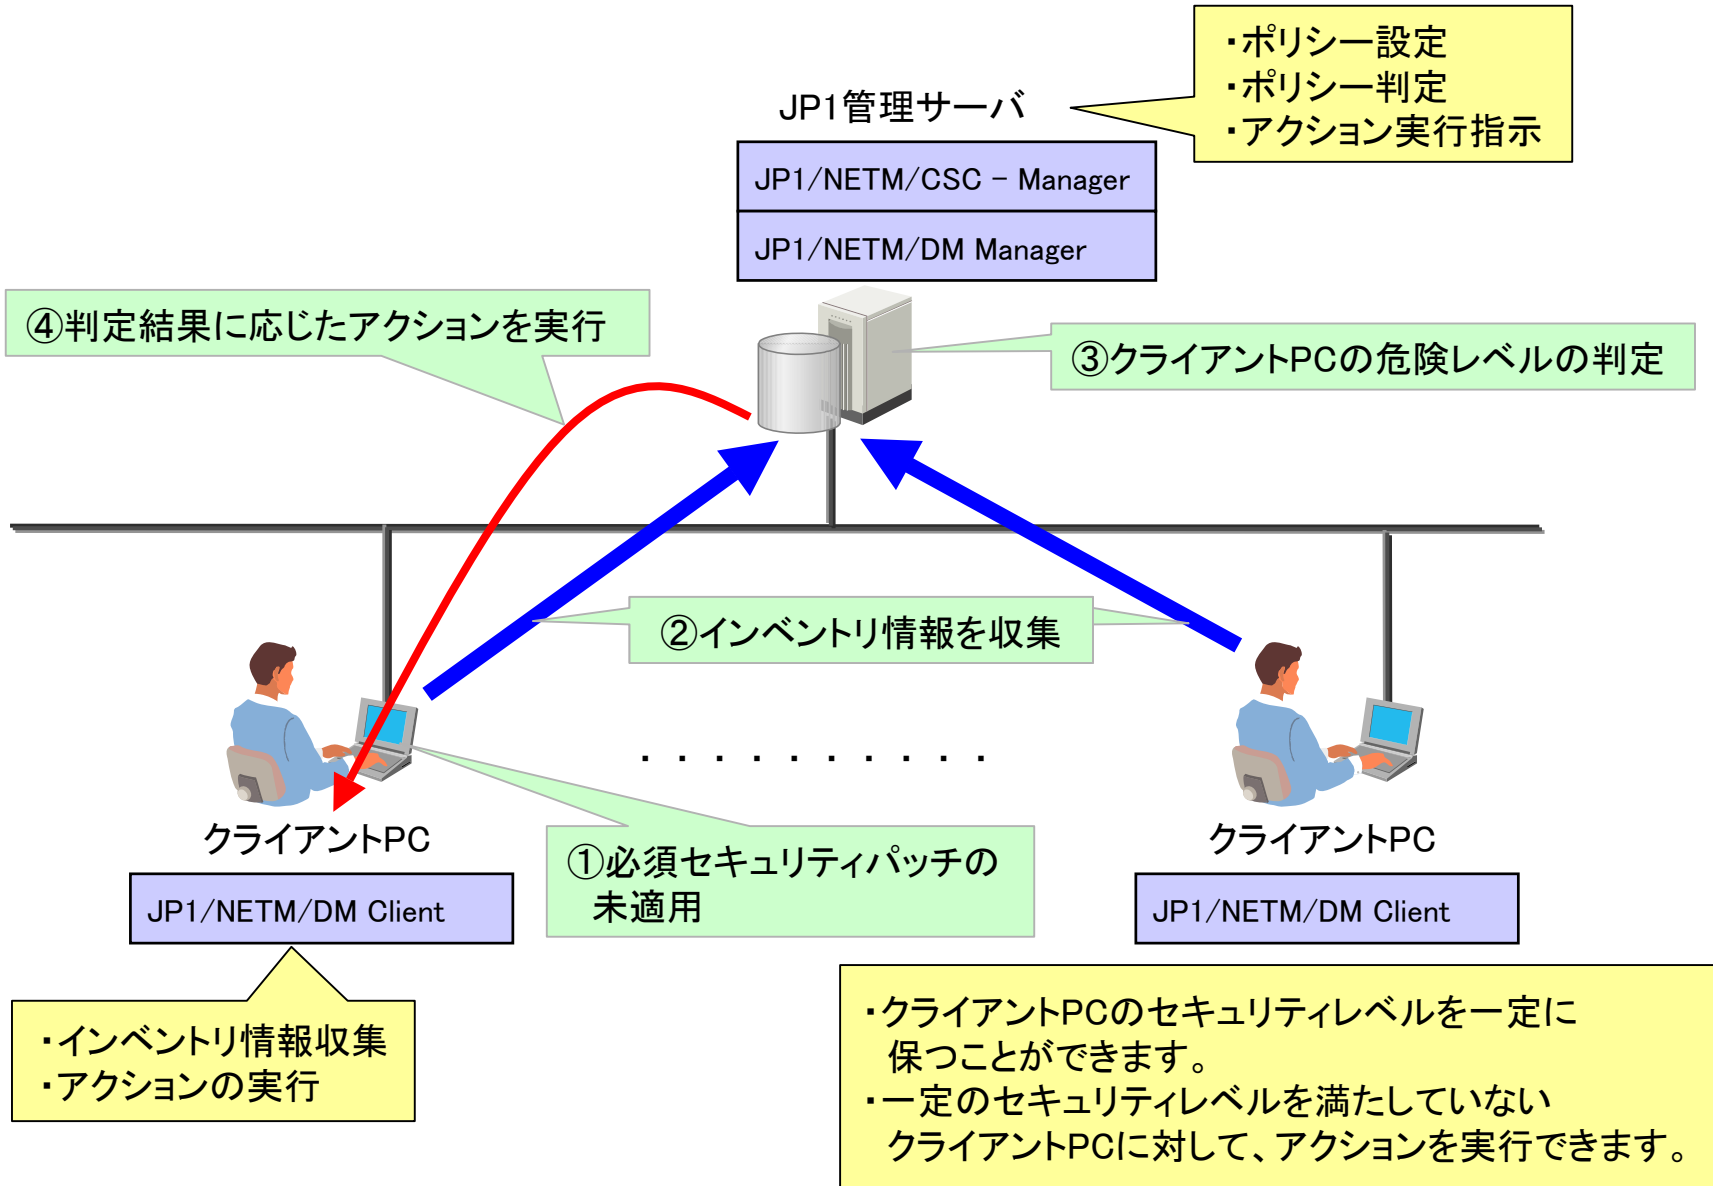 ・ポリシー設定
・ポリシー判定
・アクション実行指示
JP1管理サーバ
JP1/NETM/CSC － Manager
JP1/NETM/DM Manager
④判定結果に応じたアクションを実行
③クライアントPCの危険レベルの判定
②インベントリ情報を収集
・・・・・・・・・・
クライアントPC
クライアントPC
①必須セキュリティパッチの
未適用
JP1/NETM/DM Client
JP1/NETM/DM Client
・インベントリ情報収集
・アクションの実行
・クライアントPCのセキュリティレベルを一定に
保つことができます。
・一定のセキュリティレベルを満たしていない
クライアントPCに対して、アクションを実行できます。